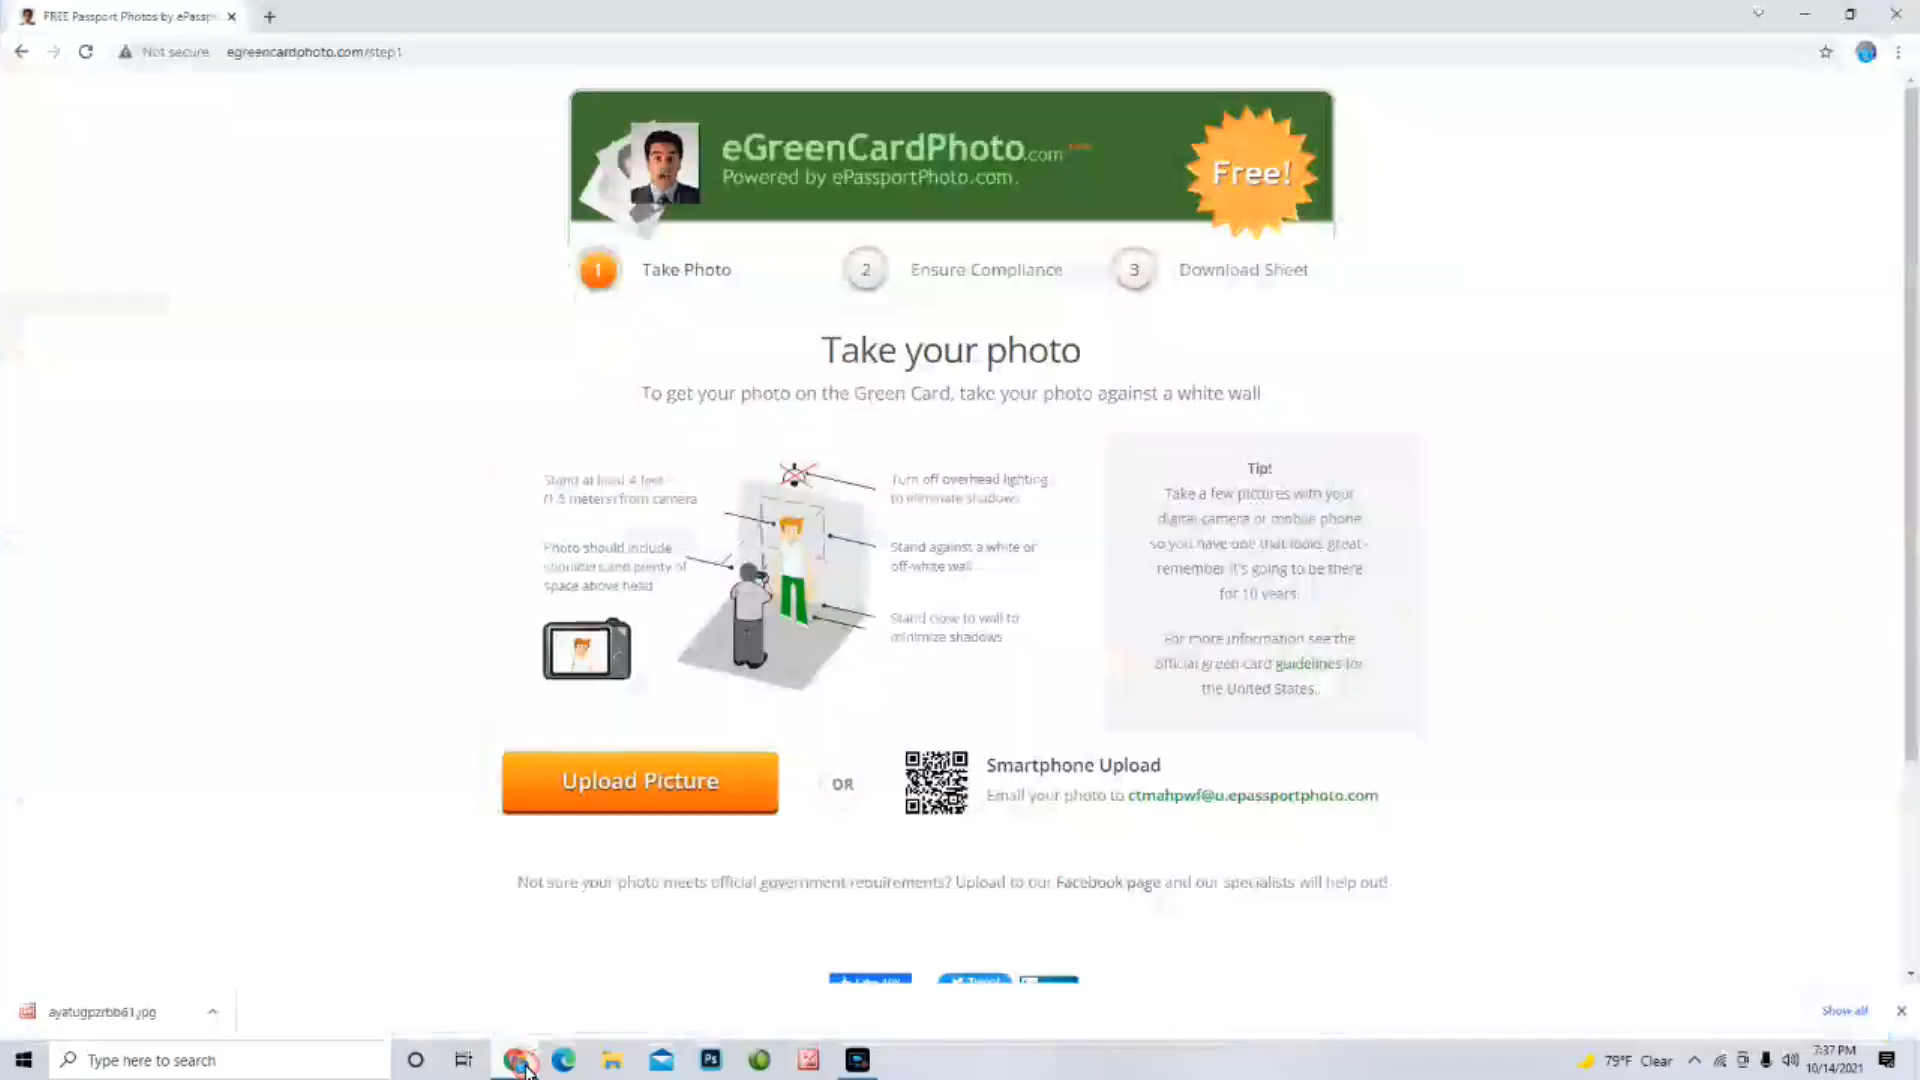 FREE Passport Photos by ePassp
Not secure egreencardphoto.com/step1
eGreenCardPhoto.com
Powered by ePassportPhoto.com.
Free!
1 Take Photo
2 Ensure Compliance
3 Download Sheet
Take your photo
To get your photo on the Green Card, take your photo against a white wall
Stand at least 4 feet
(1.5 meters) from camera
Photo should include
shoulders and plenty of
space above head
Turn off overhead lighting
to eliminate shadows
Stand against a white or
off-white wall
Stand close to wall to
minimize shadows
Tip!
Take a few pictures with your
digital camera or mobile phone
so you have one that looks great-
remember it's going to be there
for 10 years.
For more information see the
official green card guidelines for
the United States.
Upload Picture
OR
Smartphone Upload
Email your photo to ctmahpwf@u.epassportphoto.com
Not sure your photo meets official government requirements? Upload to our Facebook page and our specialists will help out!
Tweet
ayatugpzrbb61.jpg
Show all
Type here to search
Ps
79°F Clear
7:37 PM
10/14/2021